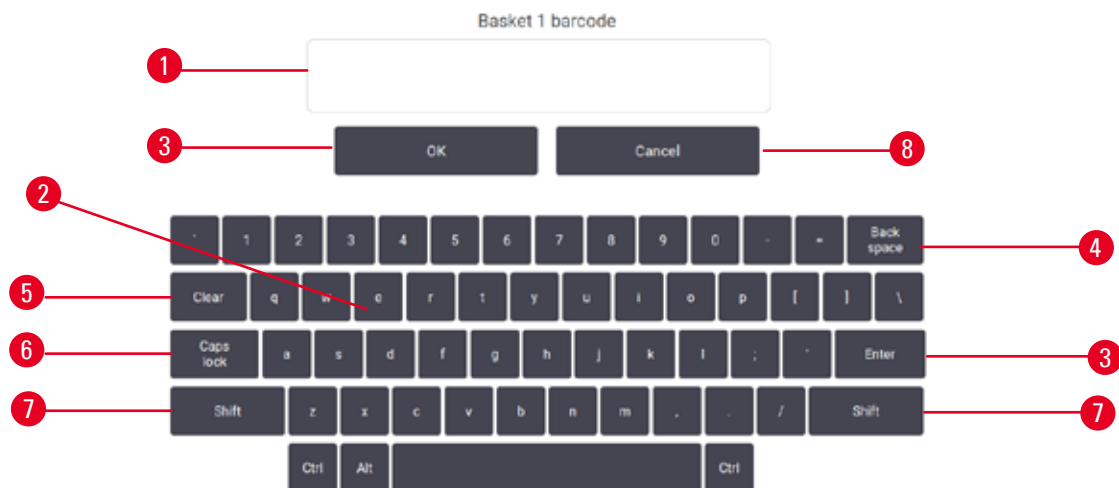 Basket 1 barcode
1
3 OK Cancel 8
2
` 1 2 3 4 5 6 7 8 9 0 - = Back space 4
5 Clear q w e r t y u i o p [ ] \
6 Caps lock a s d f g h j k l ; ' Enter 3
7 Shift z x c v b n m , . / Shift 7
Ctrl Alt Ctrl